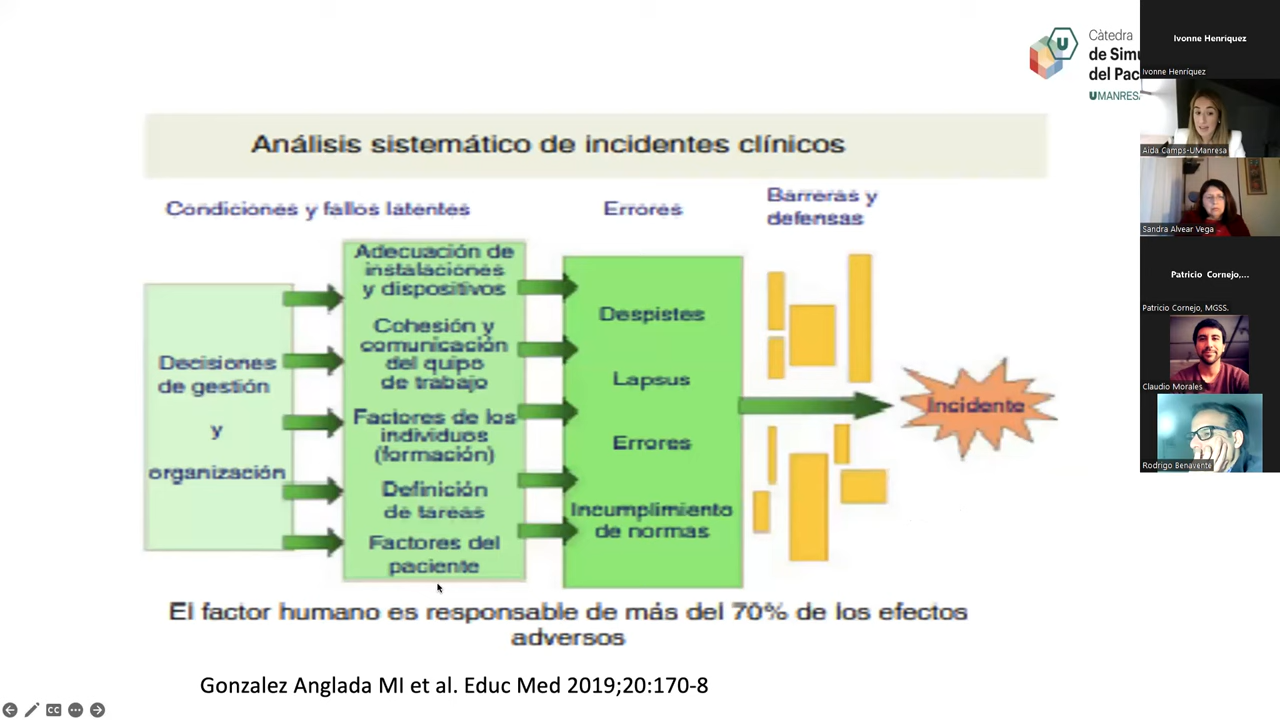 Càtedra
de Simu
del Pac
UMANRESA
Análisis sistemático de incidentes clínicos
Condiciones y fallos latentes
Errores
Barreras y
defensas
Decisiones
de gestión
y
organización
Adecuación de
instalaciones
y dispositivos
Cohesión y
comunicación
del quipo
de trabajo
Factores de los
individuos
(formación)
Definición
de tareas
Factores del
paciente
Despistes
Lapsus
Errores
Incumplimiento
de normas
Incidente
El factor humano es responsable de más del 70% de los efectos
adversos
Gonzalez Anglada MI et al. Educ Med 2019;20:170-8
Ivonne Henriquez
Ivonne Henríquez
Aida Camps-UManresa
Sandra Alvear Vega
Patricio Cornejo,...
Patricio Cornejo, MGSS.
Claudio Morales
Rodrigo Benavente
CC